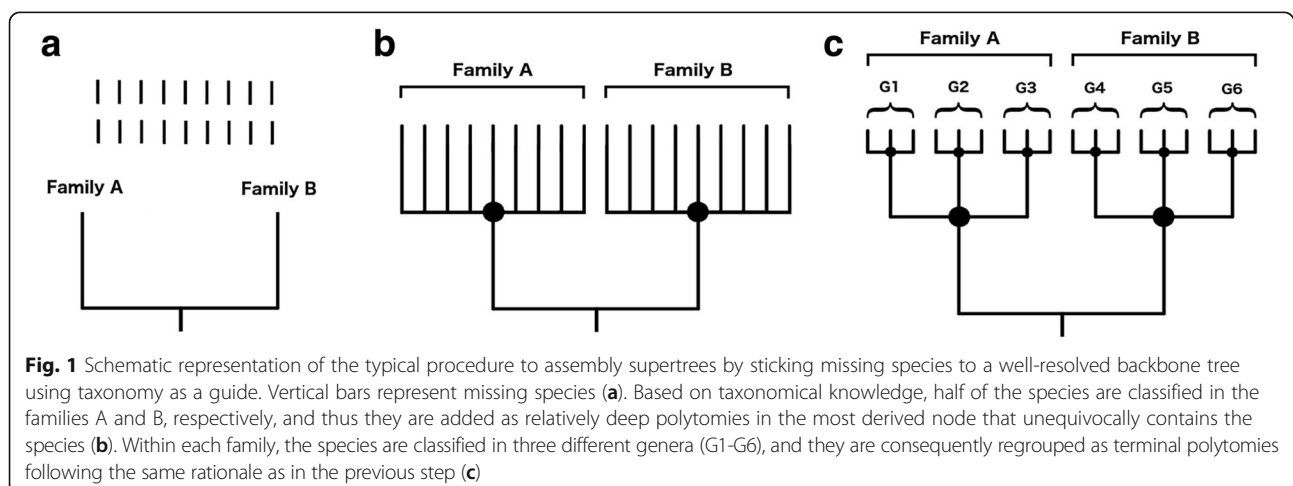 a
Family A
Family B
b
Family A
Family B
c
Family A
Family B
G1
G2
G3
G4
G5
G6
Fig. 1 Schematic representation of the typical procedure to assembly supertrees by sticking missing species to a well-resolved backbone tree
using taxonomy as a guide. Vertical bars represent missing species (a). Based on taxonomical knowledge, half of the species are classified in the
families A and B, respectively, and thus they are added as relatively deep polytomies in the most derived node that unequivocally contains the
species (b). Within each family, the species are classified in three different genera (G1-G6), and they are consequently regrouped as terminal polytomies
following the same rationale as in the previous step (c)